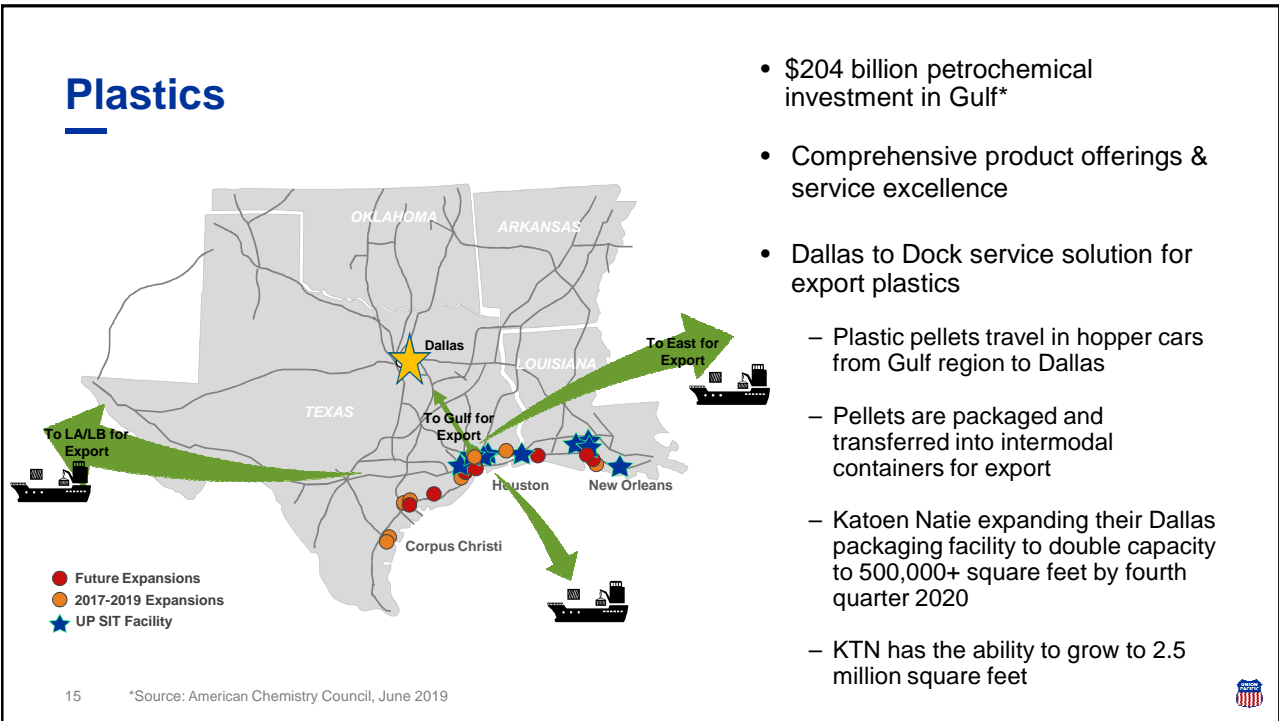 Plastics
OKLAHOMA
ARKANSAS
Dallas
LOUISIANA
To East for
Export
TEXAS
To Gulf for
Export
To LA/LB for
Export
Houston
New Orleans
Corpus Christi
Future Expansions
2017-2019 Expansions
UP SIT Facility
• $204 billion petrochemical
investment in Gulf*
• Comprehensive product offerings &
service excellence
• Dallas to Dock service solution for
export plastics
– Plastic pellets travel in hopper cars
from Gulf region to Dallas
– Pellets are packaged and
transferred into intermodal
containers for export
– Katoen Natie expanding their Dallas
packaging facility to double capacity
to 500,000+ square feet by fourth
quarter 2020
– KTN has the ability to grow to 2.5
million square feet
15 *Source: American Chemistry Council, June 2019
UNION
PACIFIC